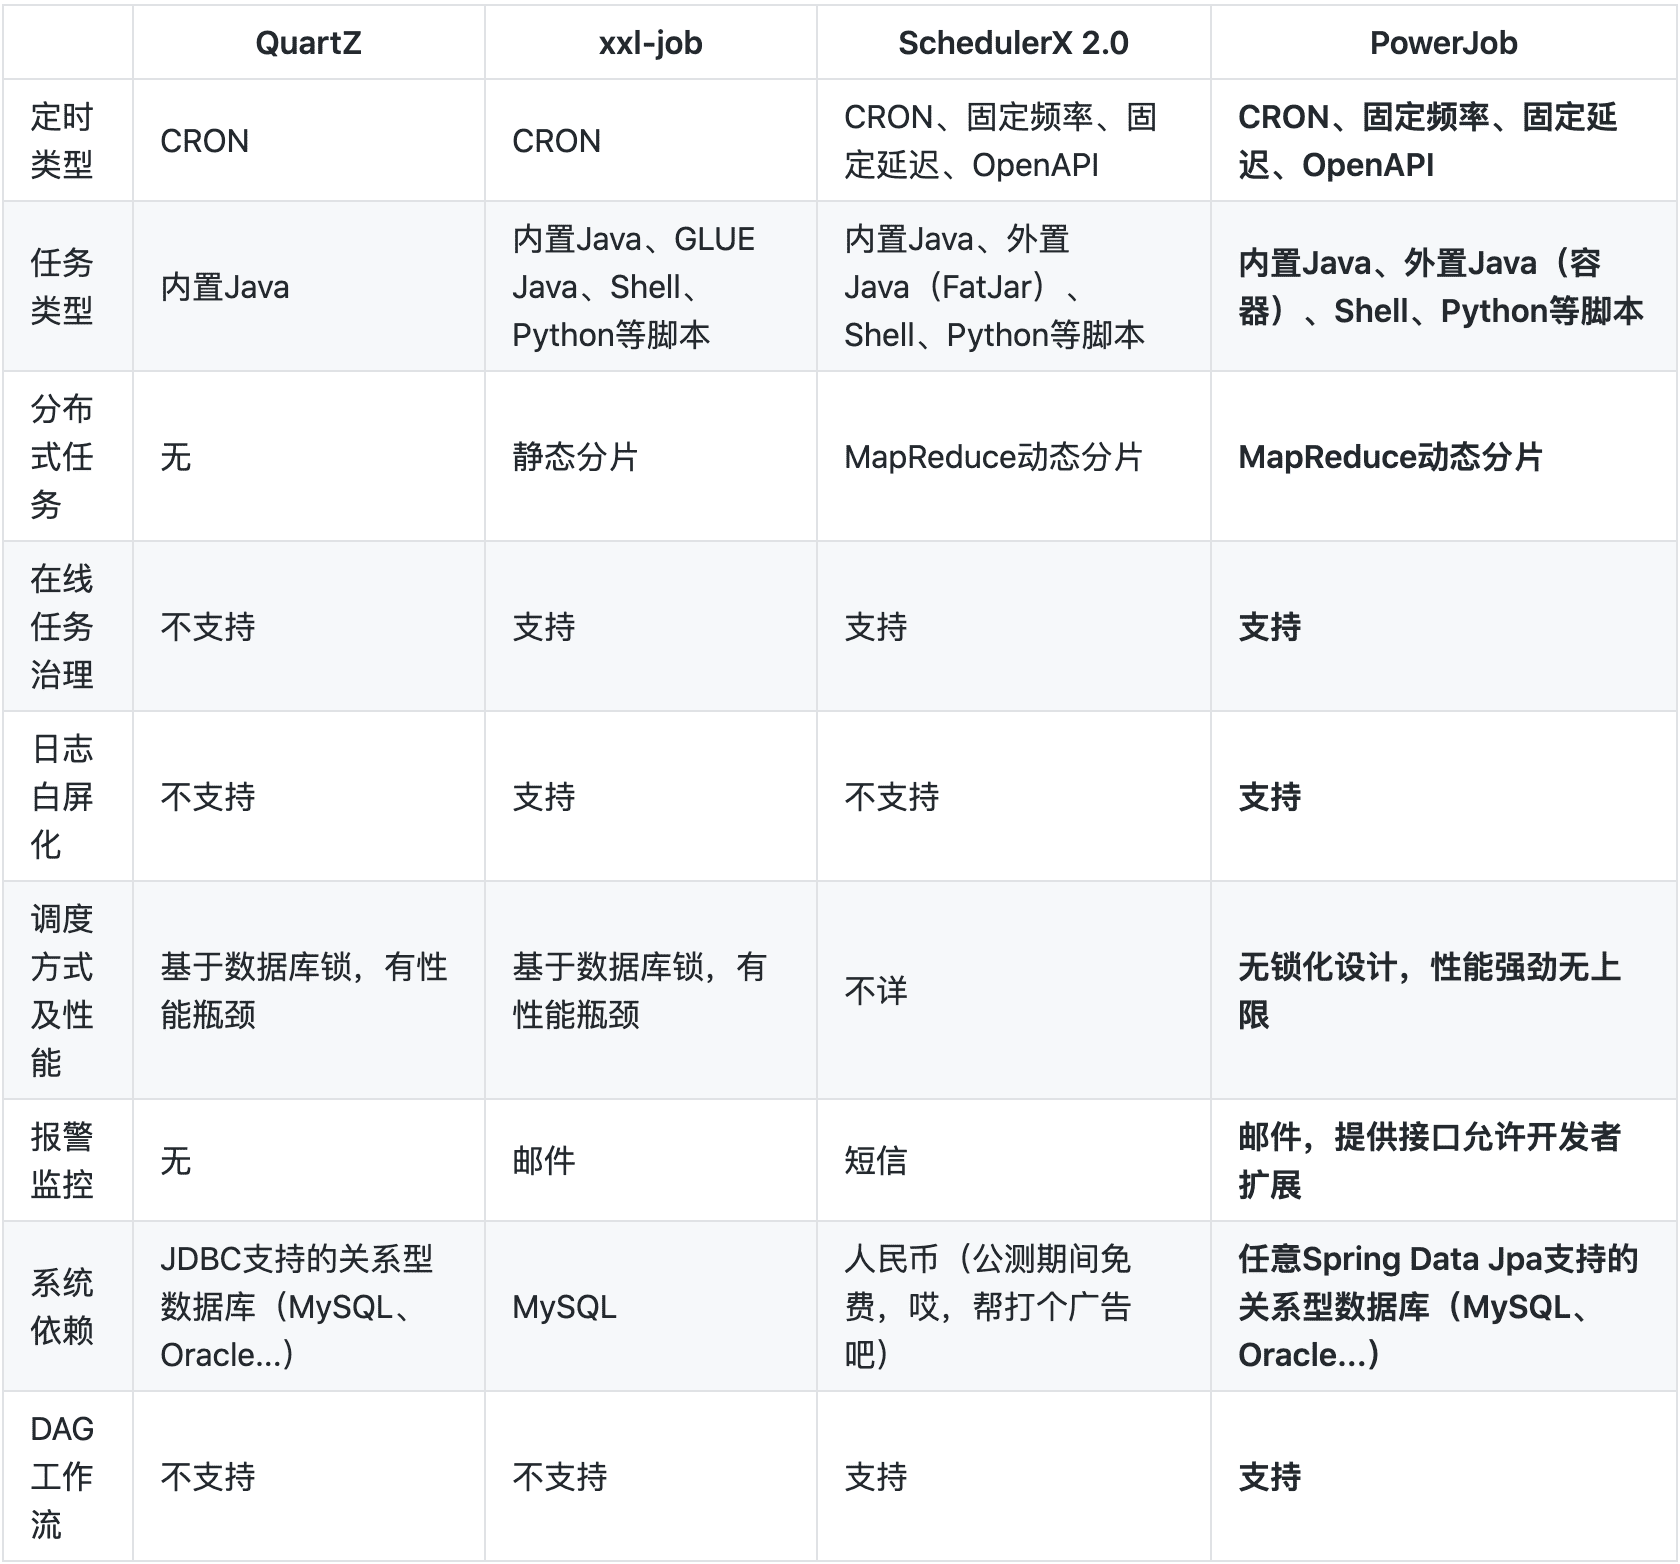 QuartZ
xxl-job
SchedulerX 2.0
PowerJob
定时
类型
CRON
CRON
CRON、固定频率、固
定延迟、OpenAPI
CRON、固定频率、固定延
迟、OpenAPI
任务
类型
内置Java
内置Java、GLUE
Java、Shell、
Python等脚本
内置Java、外置
Java（FatJar）、
Shell、Python等脚本
内置Java、外置Java（容
器）、Shell、Python等脚本
分布
式任
务
无
静态分片
MapReduce动态分片
MapReduce动态分片
在线
任务
治理
不支持
支持
支持
支持
日志
白屏
化
不支持
支持
不支持
支持
调度
方式
及性
能
基于数据库锁，有性
能瓶颈
基于数据库锁，有
性能瓶颈
不详
无锁化设计，性能强劲无上
限
报警
监控
无
邮件
短信
邮件，提供接口允许开发者
扩展
系统
依赖
JDBC支持的关系型
数据库（MySQL、
Oracle...）
MySQL
人民币（公测期间免
费，哎，帮打个广告
吧）
任意Spring Data Jpa支持的
关系型数据库（MySQL、
Oracle...）
DAG
工作
流
不支持
不支持
支持
支持